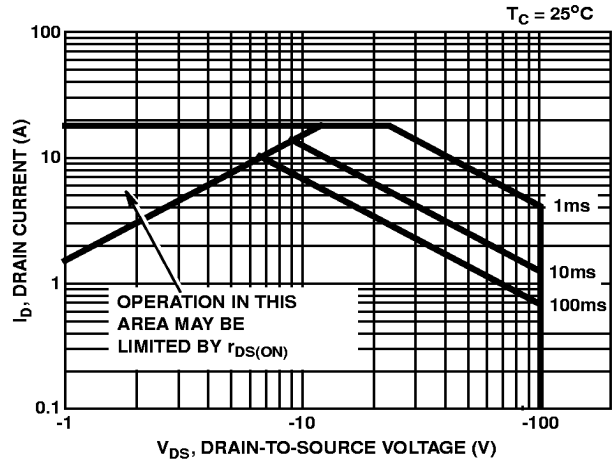 T_C = 25°C
100
10
1
0.1
I_D, DRAIN CURRENT (A)
1ms
10ms
100ms
OPERATION IN THIS
AREA MAY BE
LIMITED BY r_DS(ON)
-1
-10
-100
V_DS, DRAIN-TO-SOURCE VOLTAGE (V)